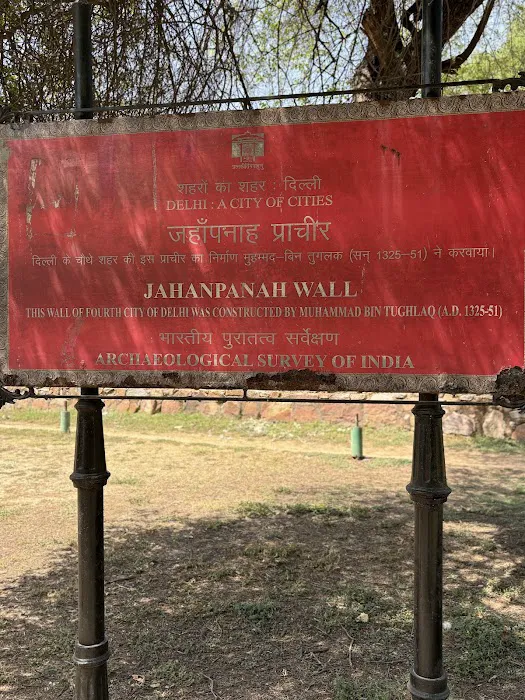 शहरों का शहर : दिल्ली
DELHI : A CITY OF CITIES
जहाँपनाह प्राचीर
दिल्ली के चौथे शहर की इस प्राचीर का निर्माण मुहम्मद-बिन तुगलक (सन् 1325-51) ने करवाया।
JAHANPANAH WALL
THIS WALL OF FOURTH CITY OF DELHI WAS CONSTRUCTED BY MUHAMMAD BIN TUGHLAQ (A.D. 1325-51)
भारतीय पुरातत्व सर्वेक्षण
ARCHAEOLOGICAL SURVEY OF INDIA